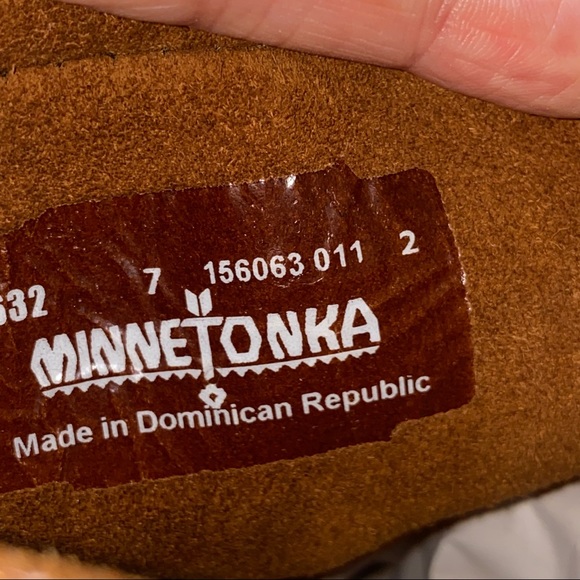 632 7 156063 011 2
MINNETONKA
Made in Dominican Republic